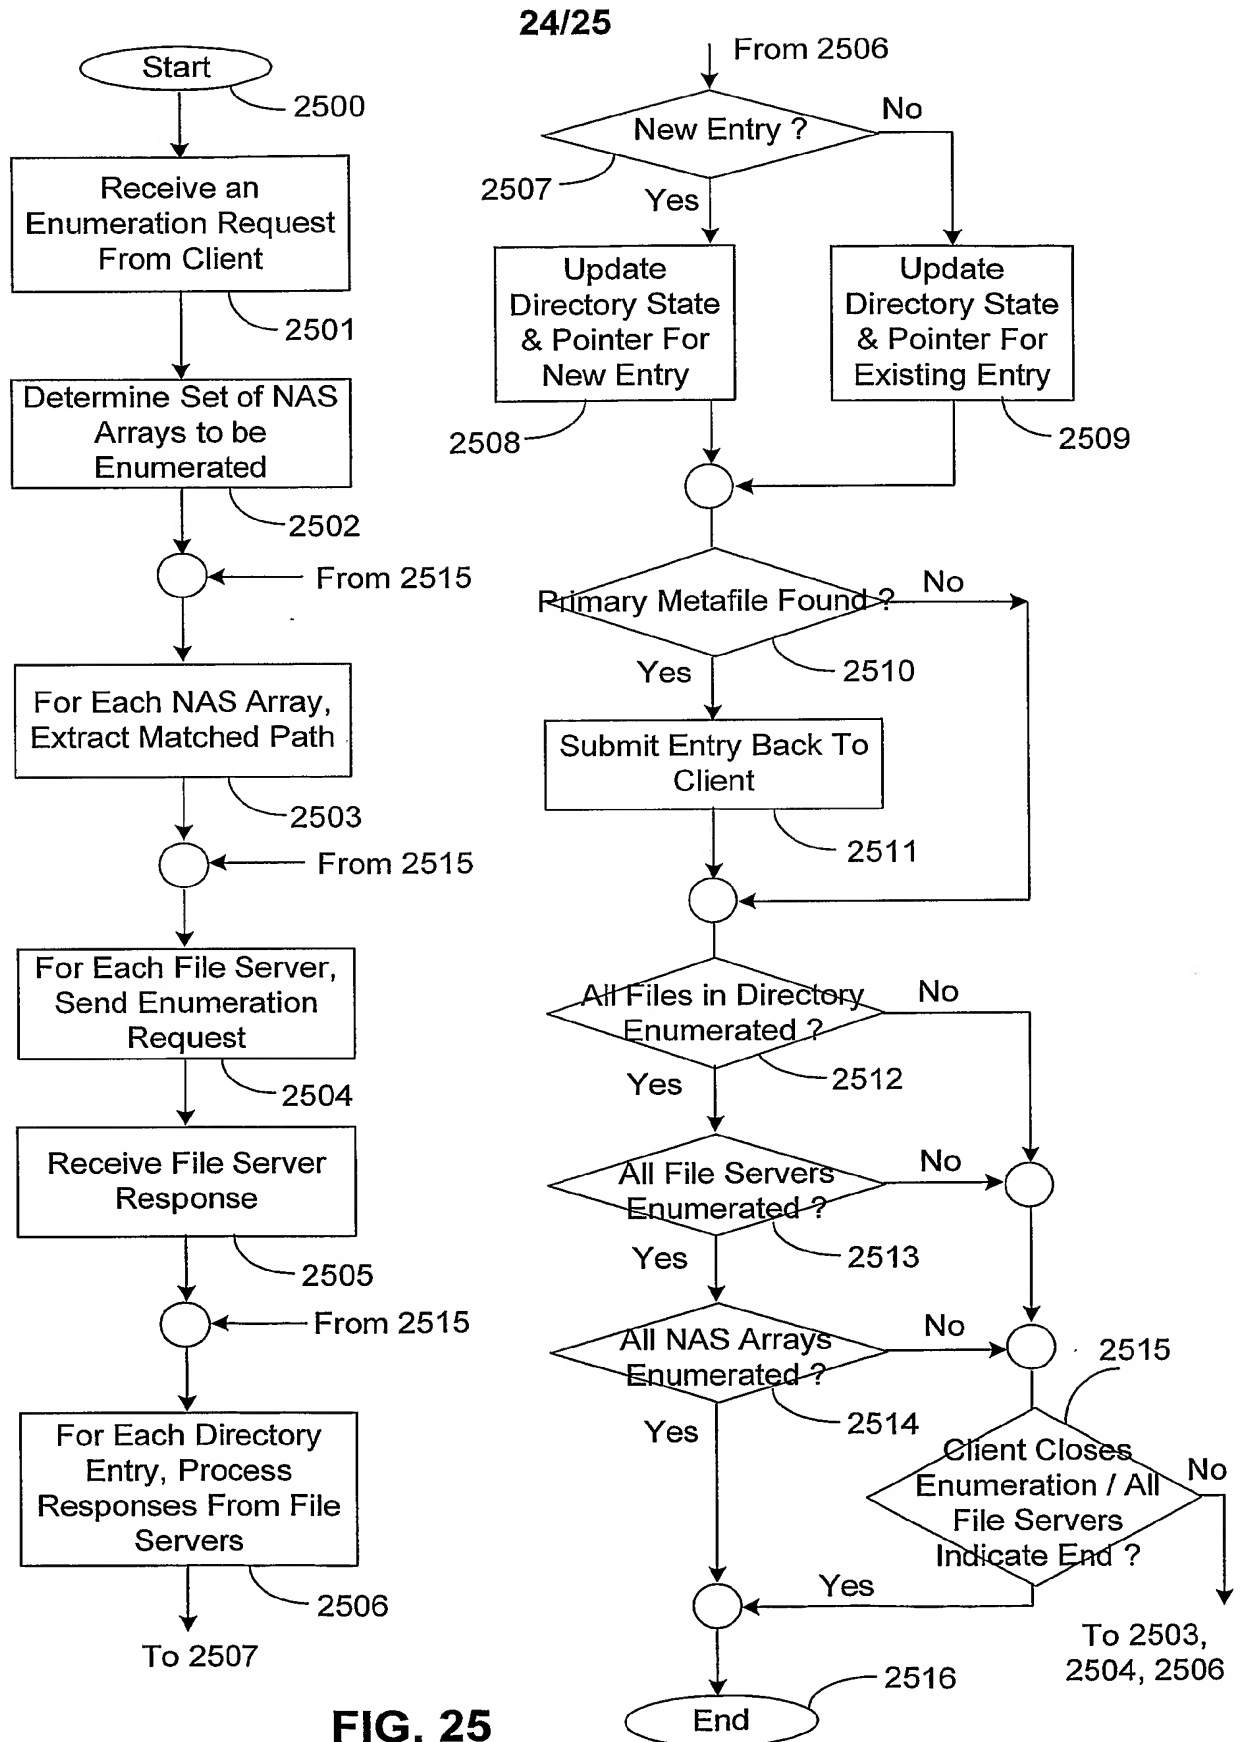 24/25
Start
2500
Receive an
Enumeration Request
From Client
2501
Determine Set of NAS
Arrays to be
Enumerated
2502
From 2515
For Each NAS Array,
Extract Matched Path
2503
From 2515
For Each File Server,
Send Enumeration
Request
2504
Receive File Server
Response
2505
From 2515
For Each Directory
Entry, Process
Responses From File
Servers
2506
To 2507
From 2506
New Entry ?
No
2507
Yes
Update
Directory State
& Pointer For
New Entry
2508
Update
Directory State
& Pointer For
Existing Entry
2509
Primary Metafile Found ?
No
Yes
2510
Submit Entry Back To
Client
2511
All Files in Directory
Enumerated ?
No
Yes
2512
All File Servers
Enumerated ?
No
Yes
2513
All NAS Arrays
Enumerated ?
No
Yes
2514
2515
Client Closes
Enumeration / All
File Servers
Indicate End ?
No
Yes
To 2503,
2504, 2506
2516
End
FIG. 25